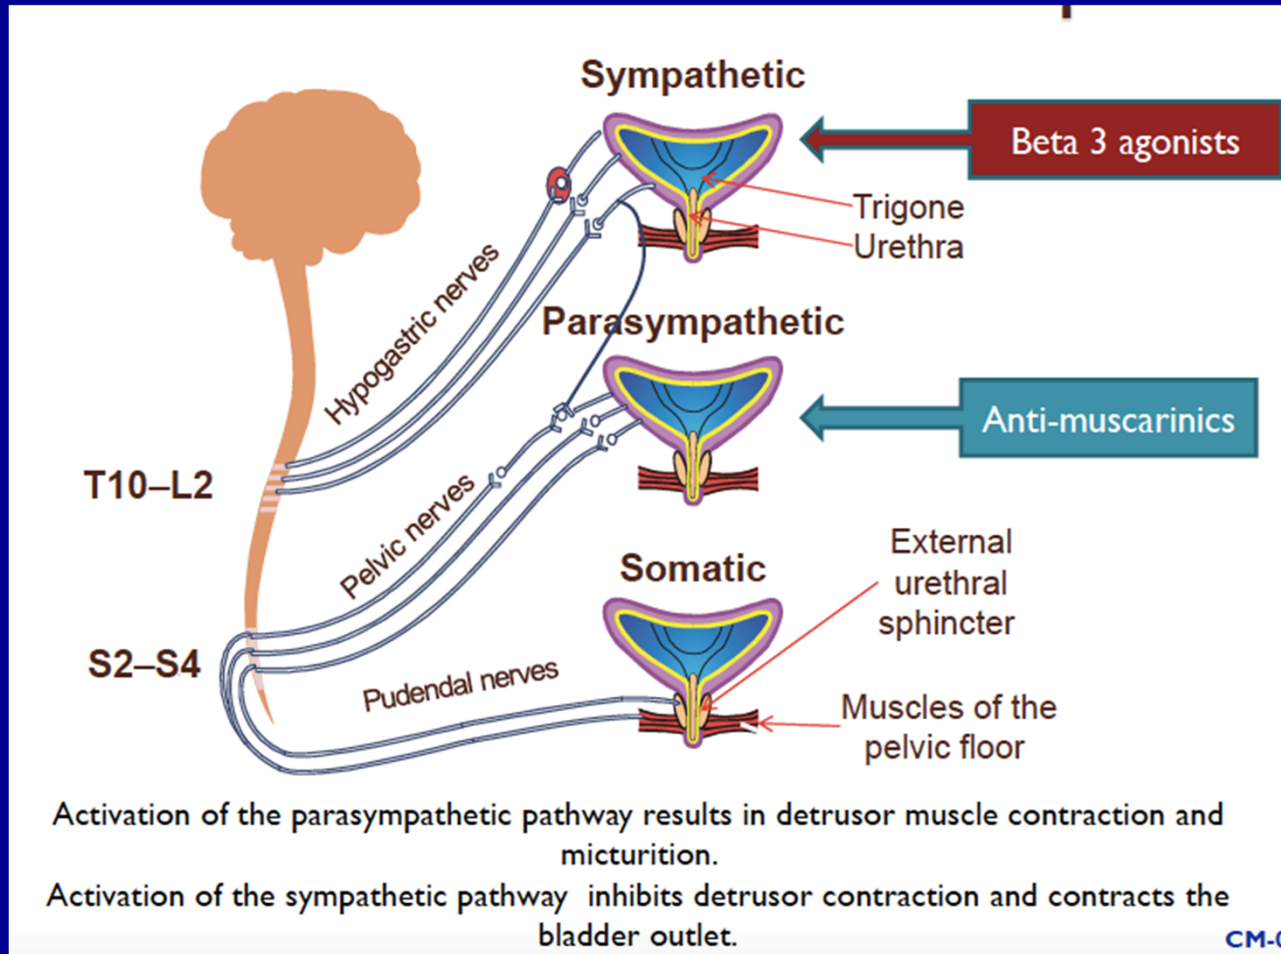 Sympathetic
Beta 3 agonists
Trigone
Urethra
Hypogastric nerves
Parasympathetic
Anti-muscarinics
T10–L2
Pelvic nerves
External
urethral
sphincter
Somatic
S2–S4
Pudendal nerves
Muscles of the
pelvic floor
Activation of the parasympathetic pathway results in detrusor muscle contraction and
micturition.
Activation of the sympathetic pathway inhibits detrusor contraction and contracts the
bladder outlet.